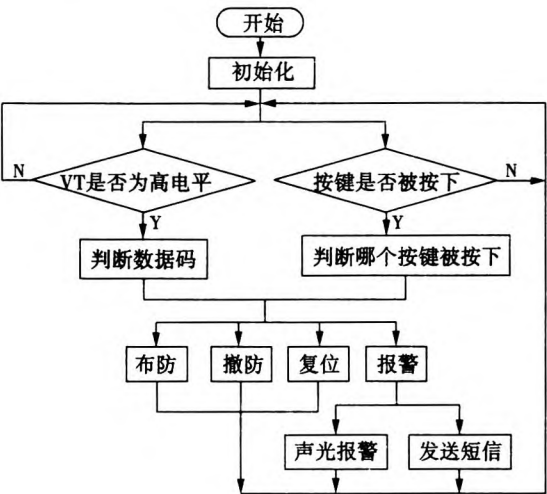 开始
初始化
N
VT是否为高电平
按键是否被按下
N
Y
Y
判断数据码
判断哪个按键被按下
布防
撤防
复位
报警
声光报警
发送短信